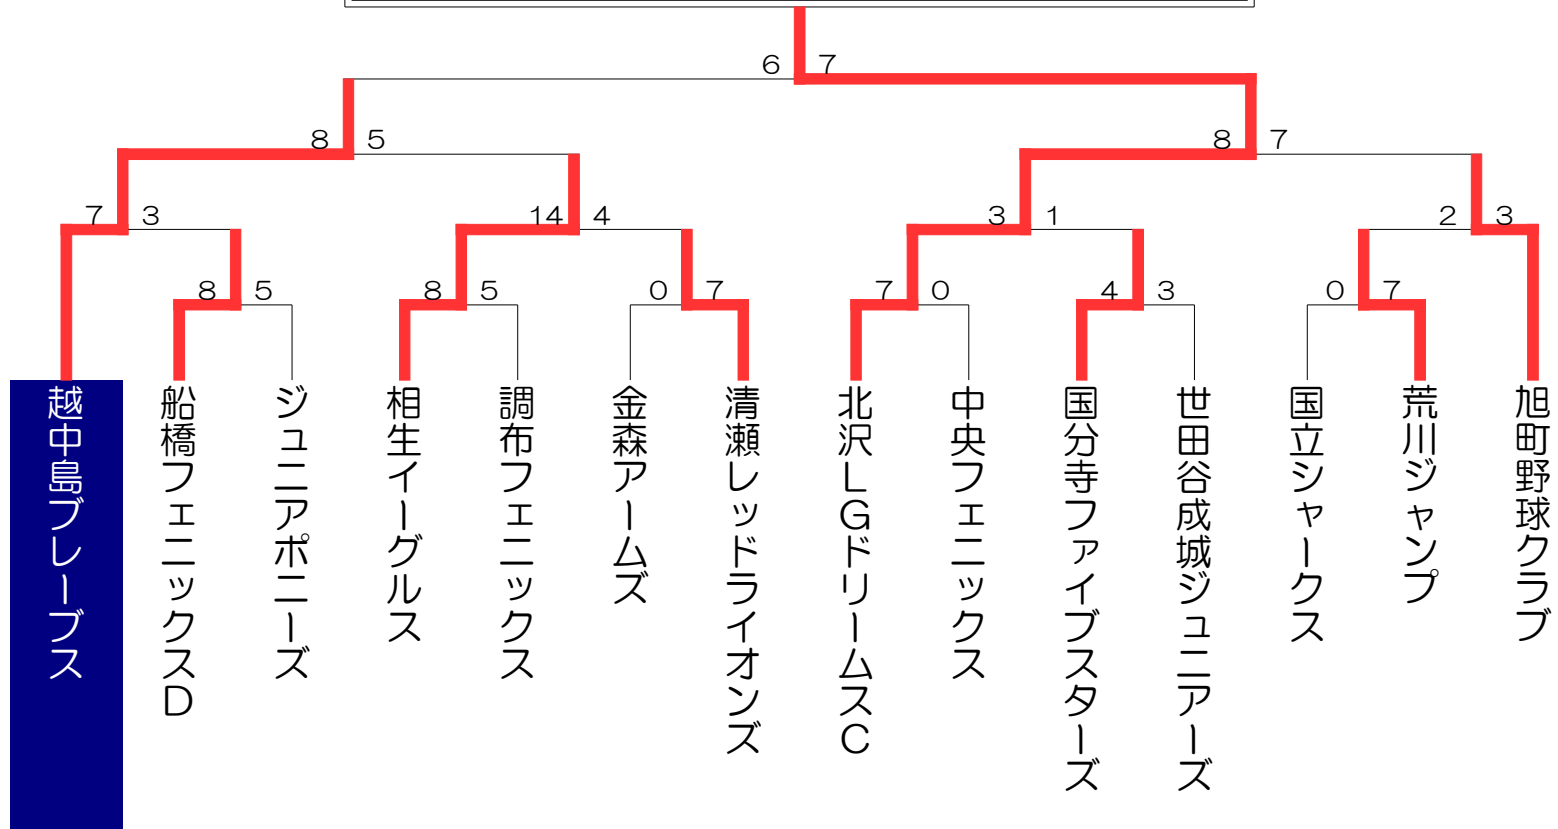 6 7
8 5 8 7
7 3 14 4 3 1 2 3
8 5 8 5 0 7 7 0 4 3 0 7
越中島ブレーブス
船橋フェニックスD
ジュニアポニーズ
相生イーグルス
調布フェニックス
金森アームズ
清瀬レッドライオンズ
北沢LGドリームスC
中央フェニックス
国分寺ファイブスターズ
世田谷成城ジュニアーズ
国立シャークス
荒川ジャンプ
旭町野球クラブ